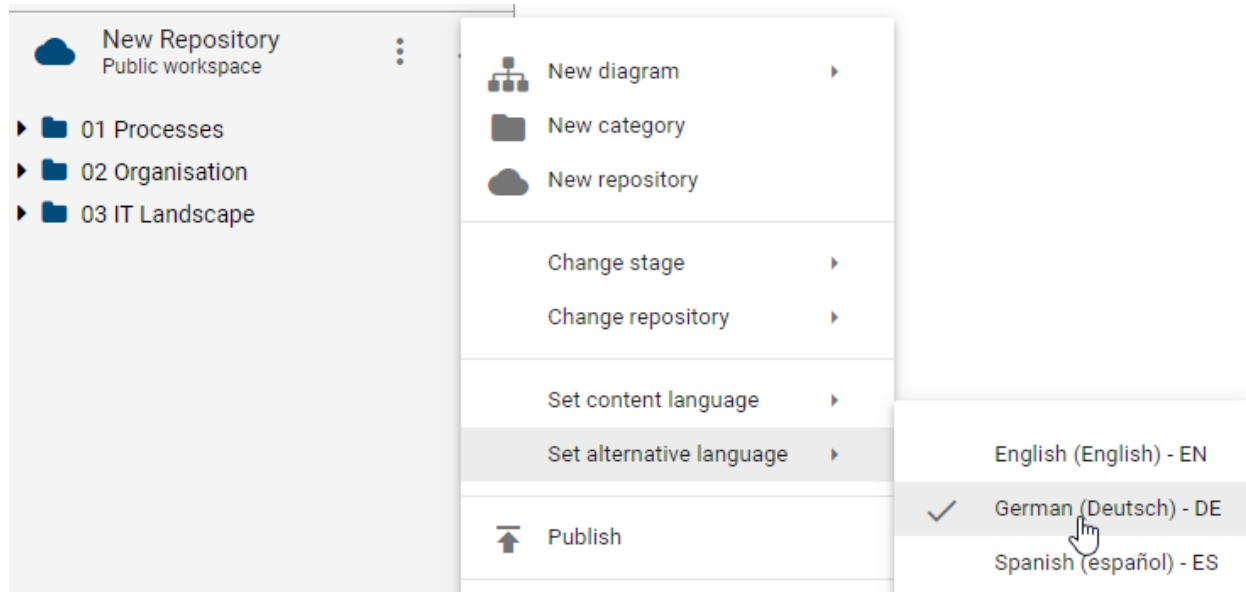 New Repository
Public workspace
01 Processes
02 Organisation
03 IT Landscape
New diagram
New category
New repository
Change stage
Change repository
Set content language
Set alternative language
Publish
English (English) - EN
German (Deutsch) - DE
Spanish (español) - ES